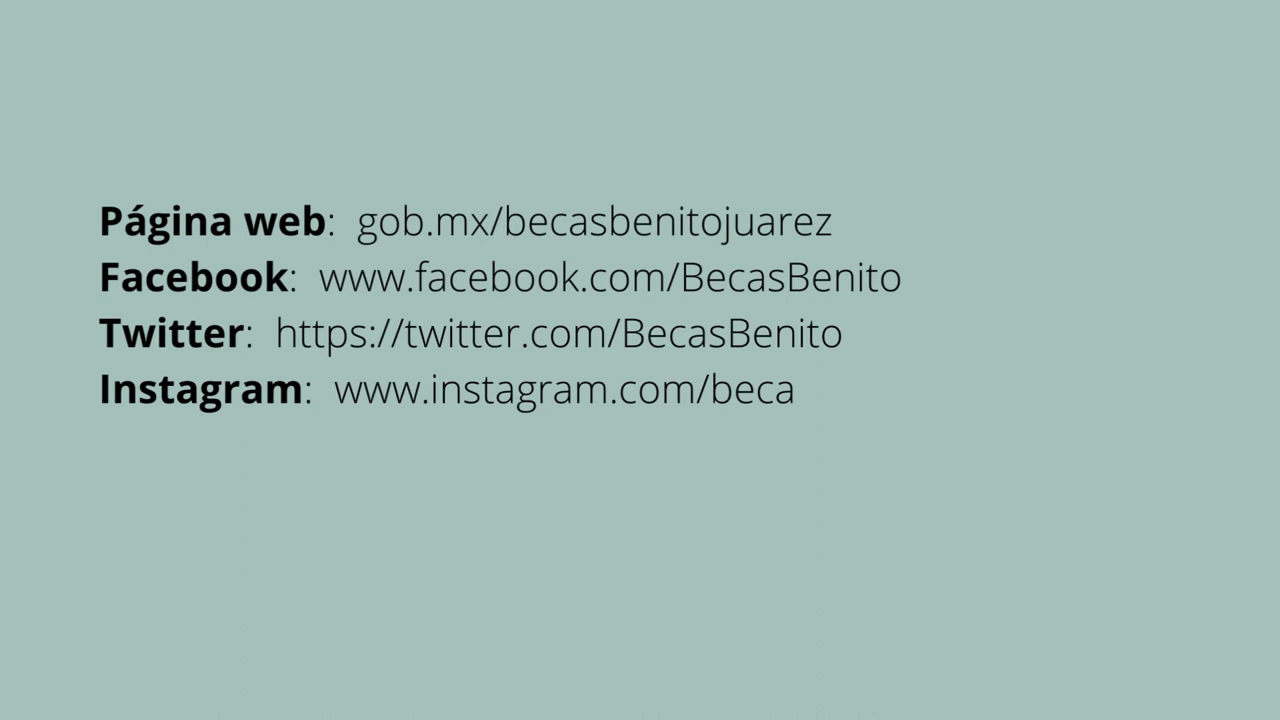 Página web: gob.mx/becasbenitojuarez
Facebook: www.facebook.com/BecasBenito
Twitter: https://twitter.com/BecasBenito
Instagram: www.instagram.com/beca